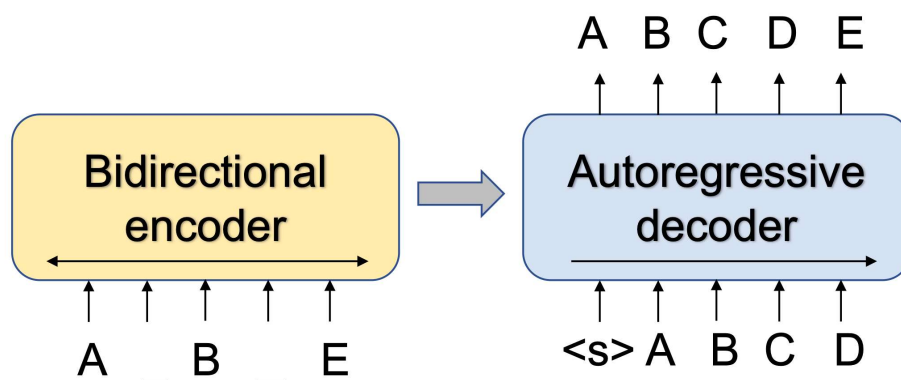 A B C D E
Bidirectional
encoder
Autoregressive
decoder
A B E
<s> A B C D